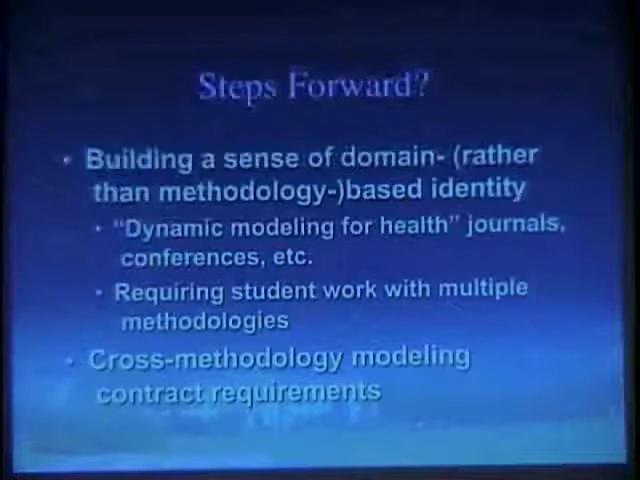 Steps Forward?
• Building a sense of domain- (rather
than methodology-)based identity
• "Dynamic modeling for health" journals,
conferences, etc.
• Requiring student work with multiple
methodologies
• Cross-methodology modeling
contract requirements